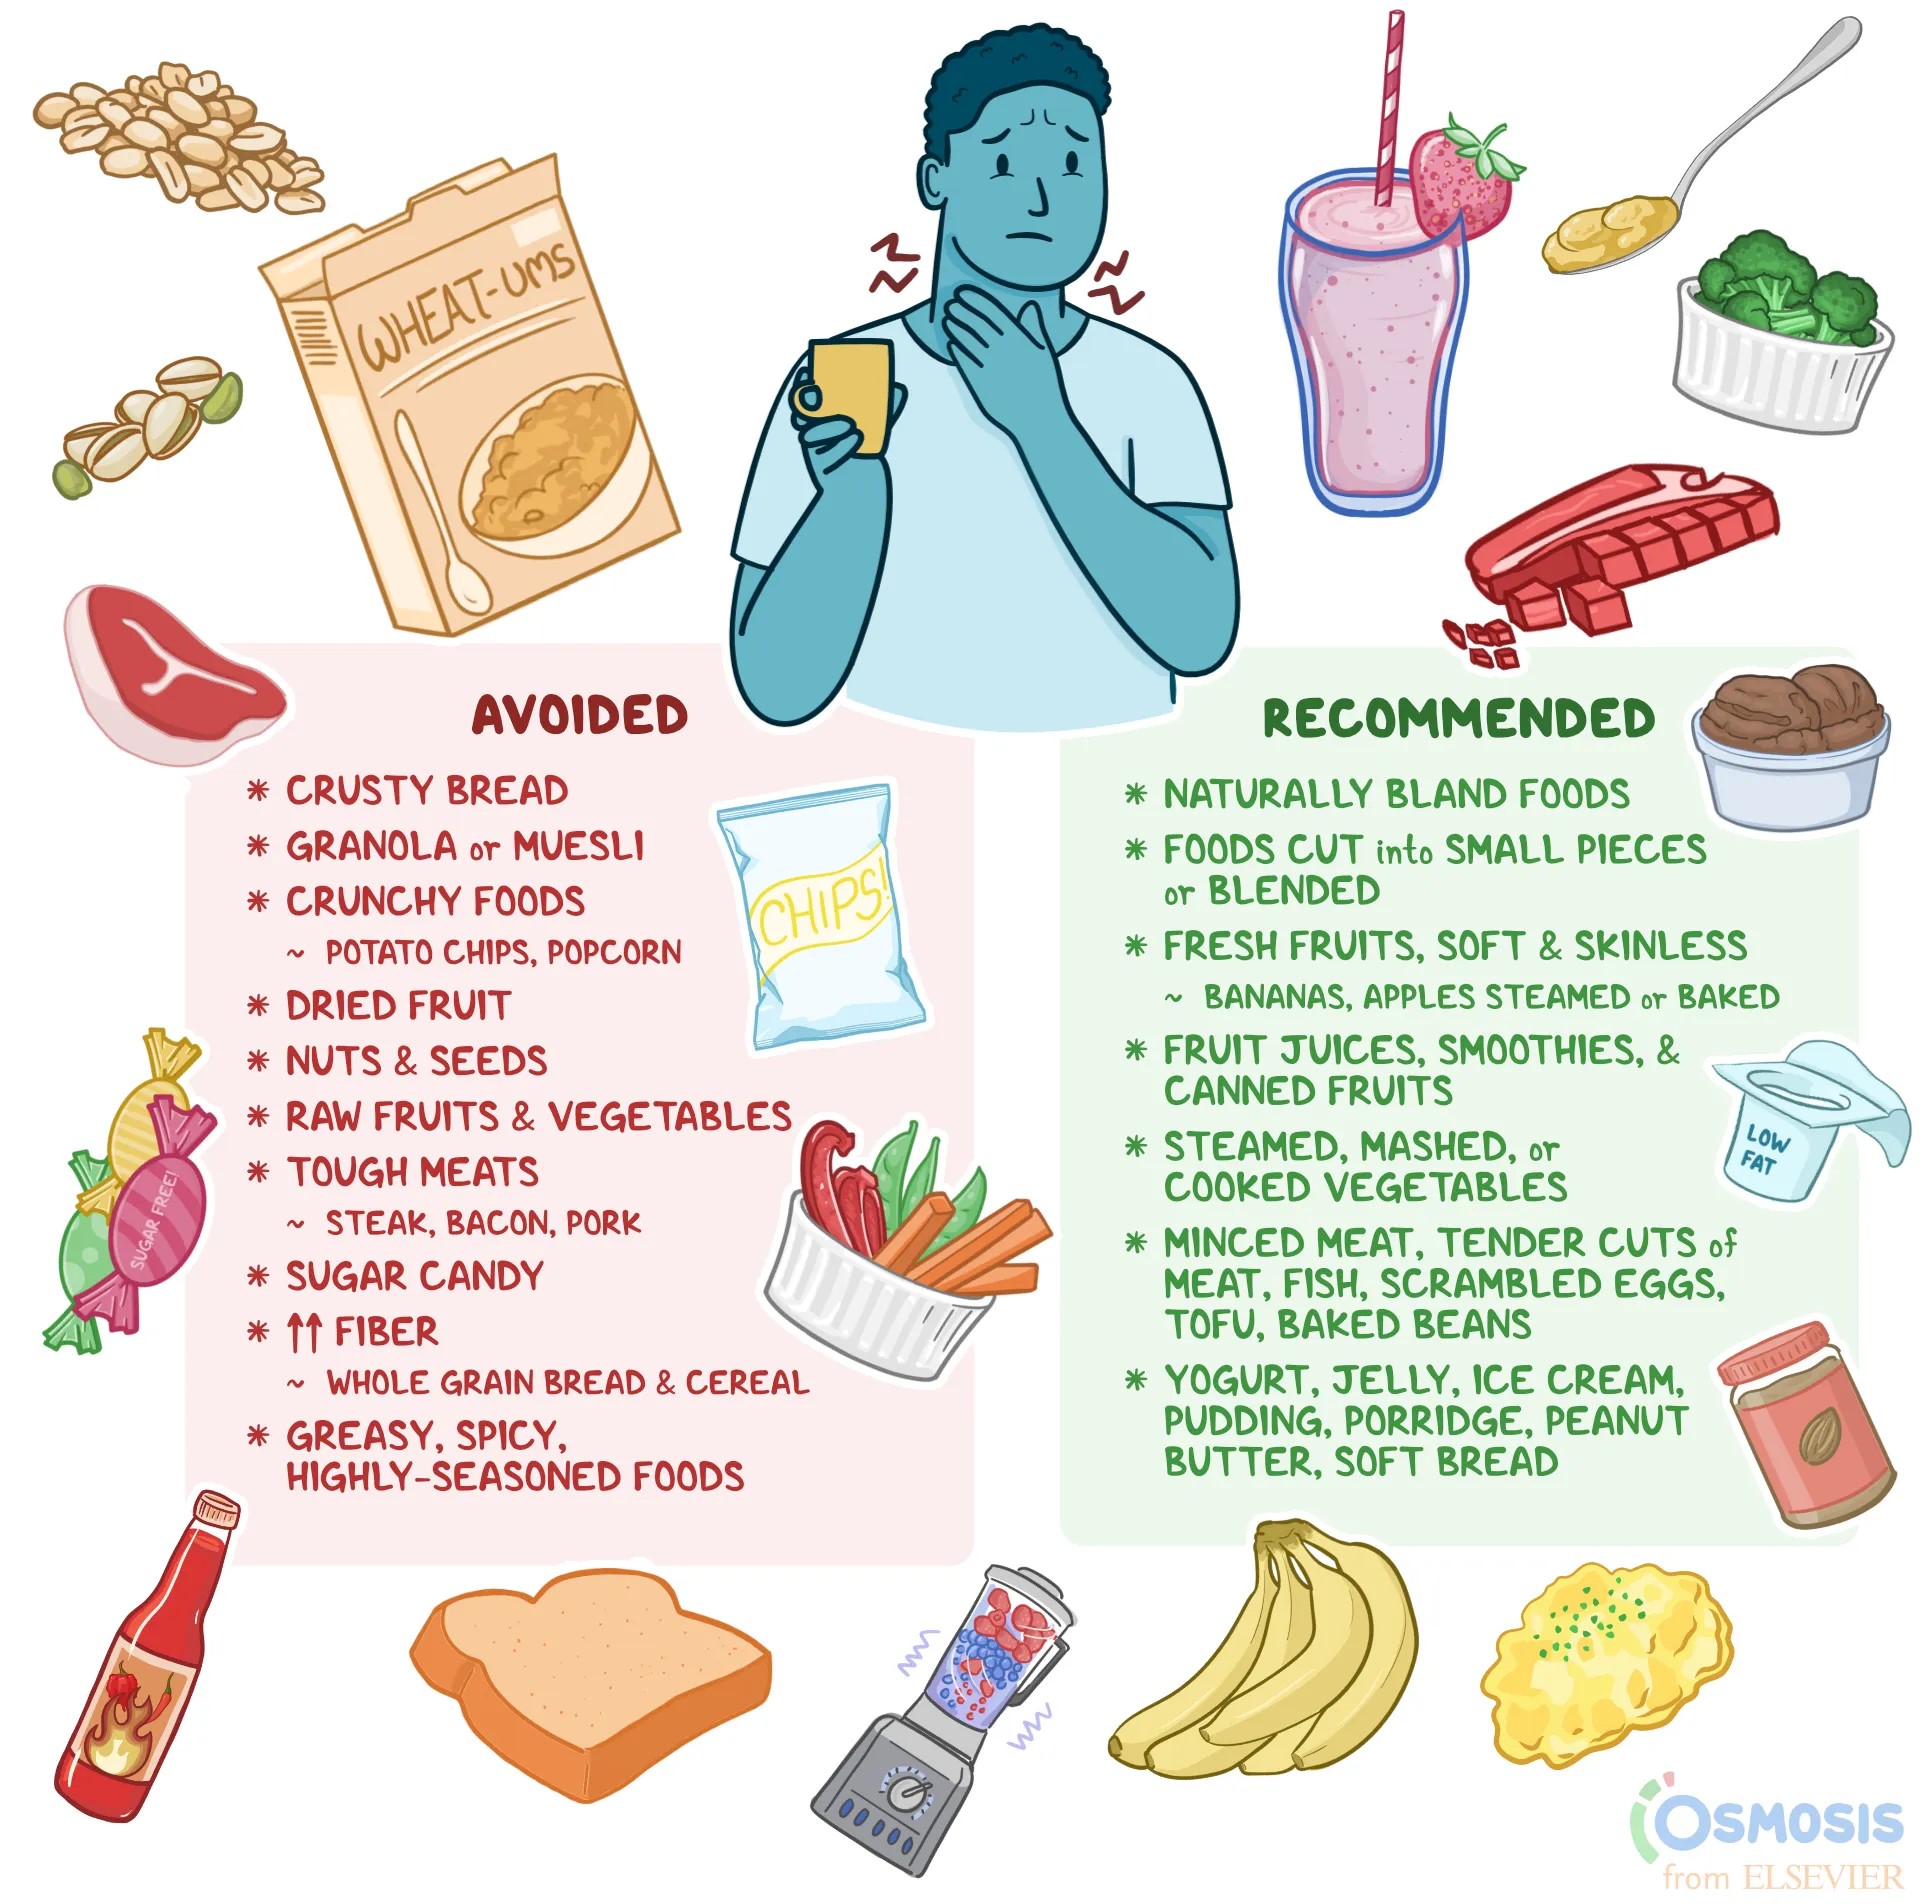 WHEAT-UMS
AVOIDED
* CRUSTY BREAD
* GRANOLA or MUESLI
* CRUNCHY FOODS
~ POTATO CHIPS, POPCORN
* DRIED FRUIT
* NUTS & SEEDS
* RAW FRUITS & VEGETABLES
* TOUGH MEATS
~ STEAK, BACON, PORK
* SUGAR CANDY
* ↑↑ FIBER
~ WHOLE GRAIN BREAD & CEREAL
* GREASY, SPICY,
HIGHLY-SEASONED FOODS
CHIPS!
SUGAR FREE!
RECOMMENDED
* NATURALLY BLAND FOODS
* FOODS CUT into SMALL PIECES
or BLENDED
* FRESH FRUITS, SOFT & SKINLESS
~ BANANAS, APPLES STEAMED or BAKED
* FRUIT JUICES, SMOOTHIES, &
CANNED FRUITS
* STEAMED, MASHED, or
COOKED VEGETABLES
* MINCED MEAT, TENDER CUTS of
MEAT, FISH, SCRAMBLED EGGS,
TOFU, BAKED BEANS
* YOGURT, JELLY, ICE CREAM,
PUDDING, PORRIDGE, PEANUT
BUTTER, SOFT BREAD
LOW
FAT
OSMOSIS
from ELSEVIER